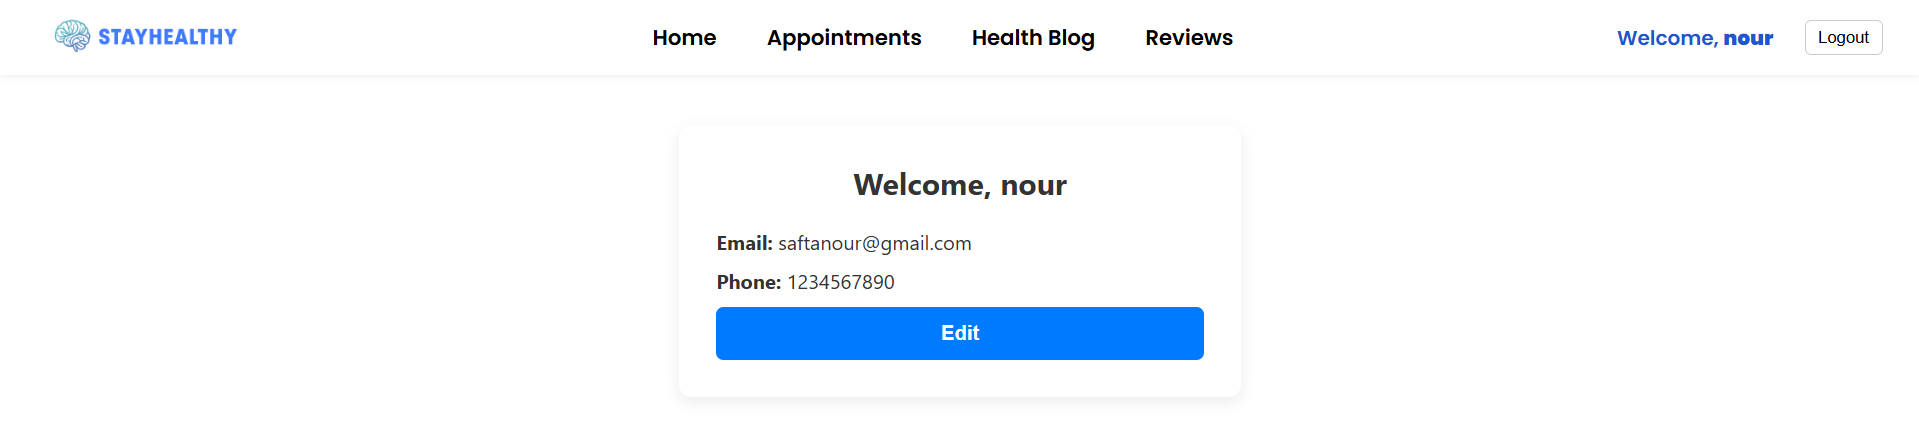 STAYHEALTHY
Home Appointments Health Blog Reviews
Welcome, nour Logout
Welcome, nour
Email: saftanour@gmail.com
Phone: 1234567890
Edit